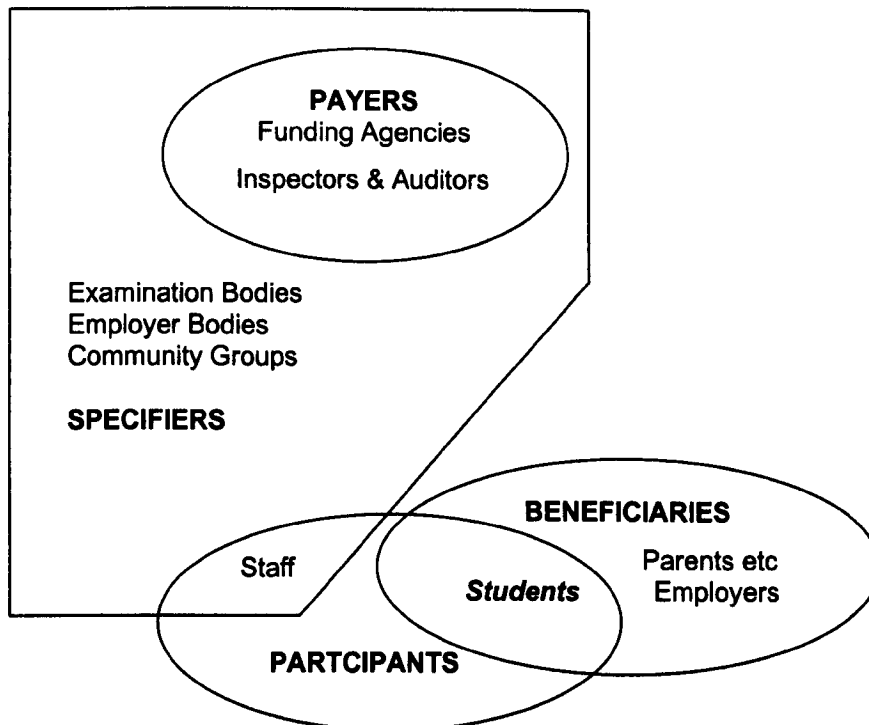 PAYERS
Funding Agencies
Inspectors & Auditors
Examination Bodies
Employer Bodies
Community Groups
SPECIFIERS
BENEFICIARIES
Staff
Parents etc
Students
Employers
PARTCIPANTS